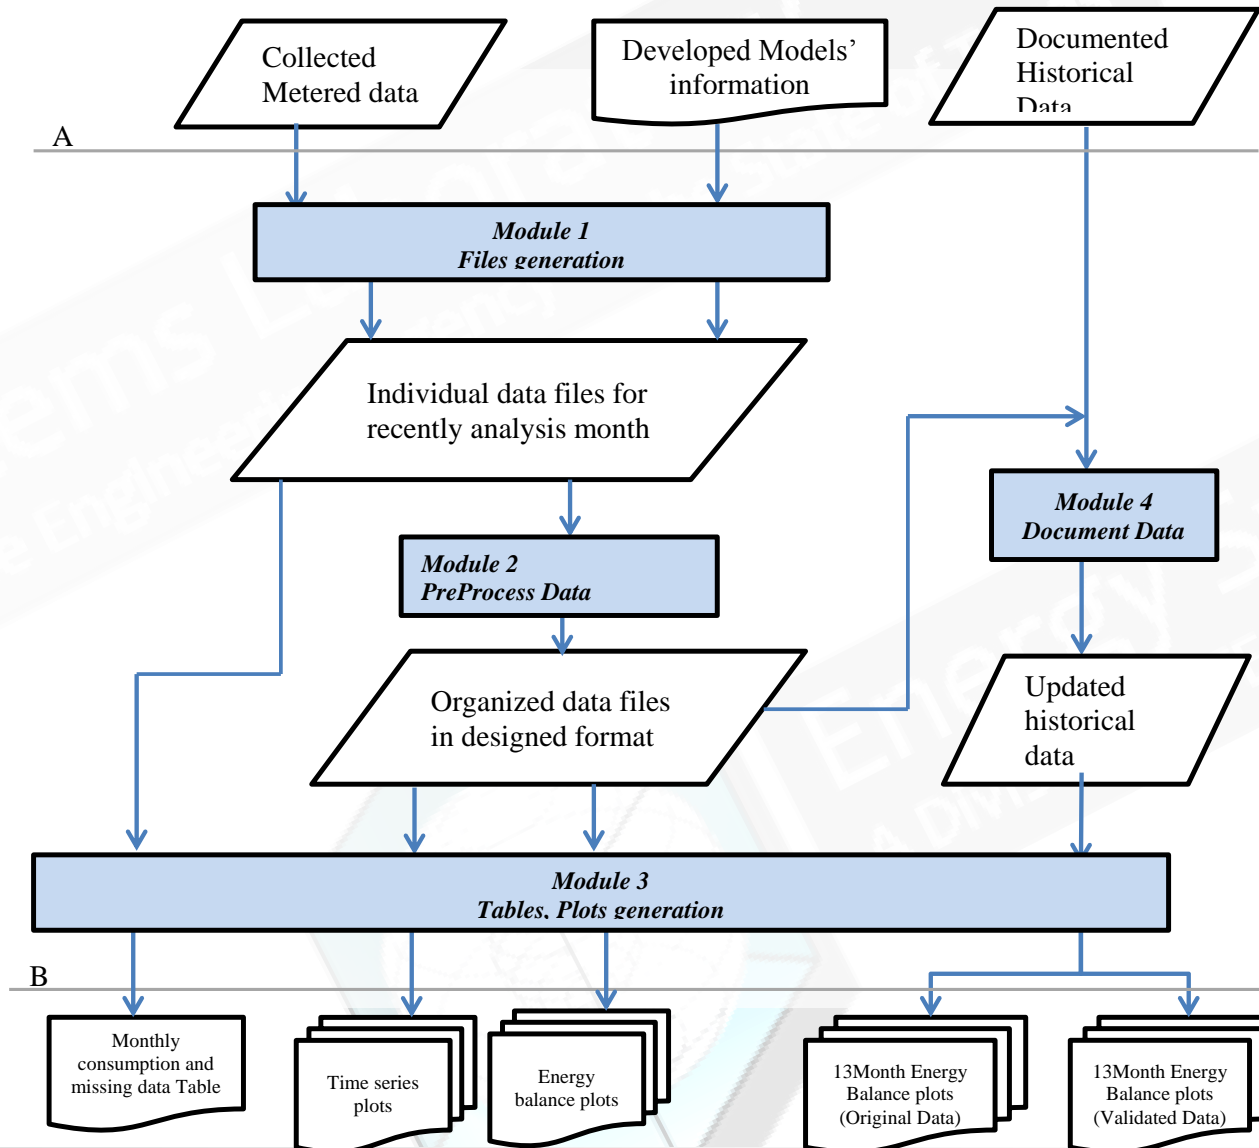 Collected
Metered data
Developed Models’
information
Documented
Historical
Data
A
Module 1
Files generation
Individual data files for
recently analysis month
Module 4
Document Data
Module 2
PreProcess Data
Organized data files
in designed format
Updated
historical
data
Module 3
Tables, Plots generation
B
Monthly
consumption and
missing data Table
Time series
plots
Energy
balance plots
13Month Energy
Balance plots
(Original Data)
13Month Energy
Balance plots
(Validated Data)